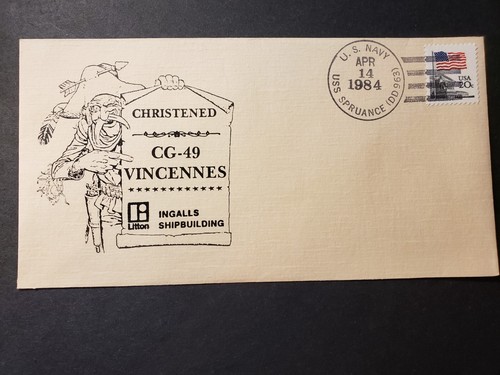 CHRISTENED
CG-49
VINCENNES
Litton
INGALLS
SHIPBUILDING
U.S. NAVY
APR
14
1984
USS SPRUANCE (DD 963)
USA
20c